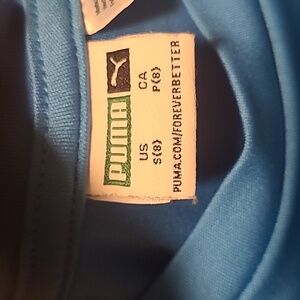 PUMA
US CA
S(8) P(8)
PUMA.COM/FOREVERBETTER